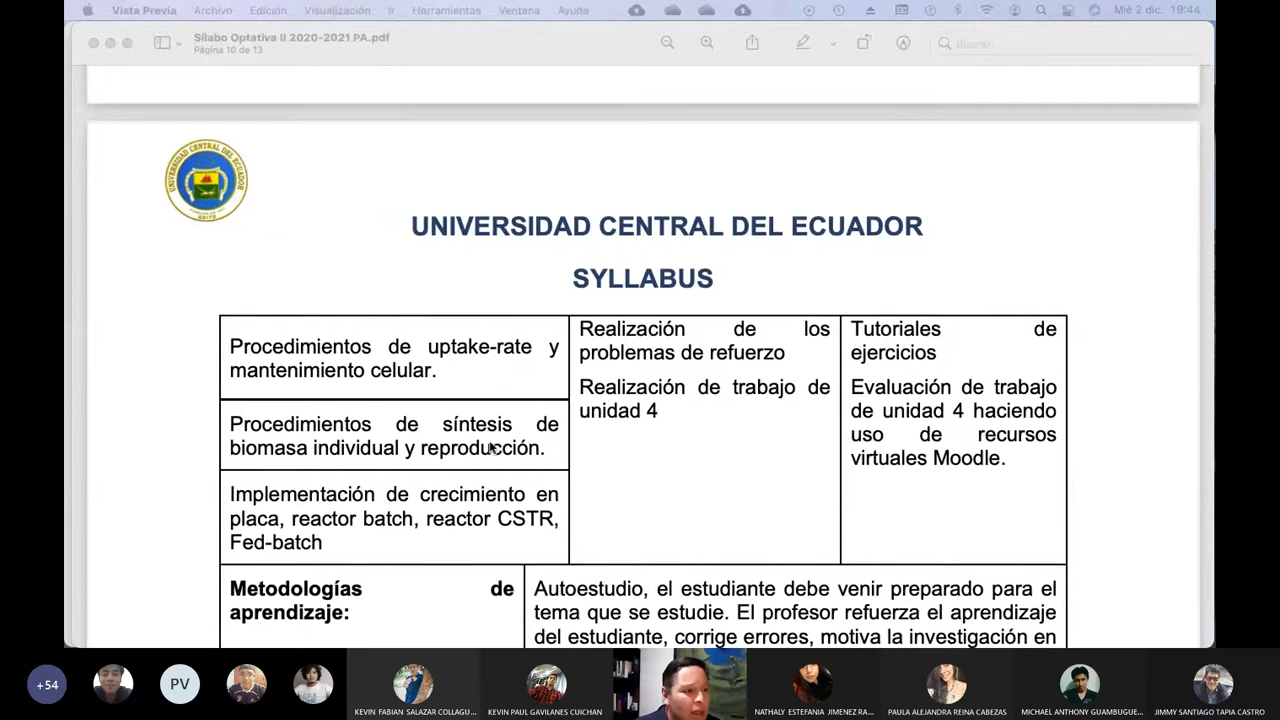 Vista Previa Archivo Edición Visualización Ir Herramientas Ventana Ayuda Mié 2 dic. 19:44
Sílabo Optativa II 2020-2021 PA.pdf
Página 10 de 13
Buscar
UNIVERSIDAD CENTRAL DEL ECUADOR
QUITO
UNIVERSIDAD CENTRAL DEL ECUADOR
SYLLABUS
Procedimientos de uptake-rate y
mantenimiento celular.
Procedimientos de síntesis de
biomasa individual y reproducción.
Implementación de crecimiento en
placa, reactor batch, reactor CSTR,
Fed-batch
Realización de los
problemas de refuerzo
Realización de trabajo de
unidad 4
Tutoriales de
ejercicios
Evaluación de trabajo
de unidad 4 haciendo
uso de recursos
virtuales Moodle.
Metodologías de
aprendizaje:
Autoestudio, el estudiante debe venir preparado para el
tema que se estudie. El profesor refuerza el aprendizaje
del estudiante, corrige errores, motiva la investigación en
+54
PV
KEVIN FABIAN SALAZAR COLLAGU...
KEVIN PAUL GAVILANES CUICHAN
NATHALY ESTEFANIA JIMENEZ RA...
PAULA ALEJANDRA REINA CABEZAS
MICHAEL ANTHONY GUAMBUGUE...
JIMMY SANTIAGO TAPIA CASTRO